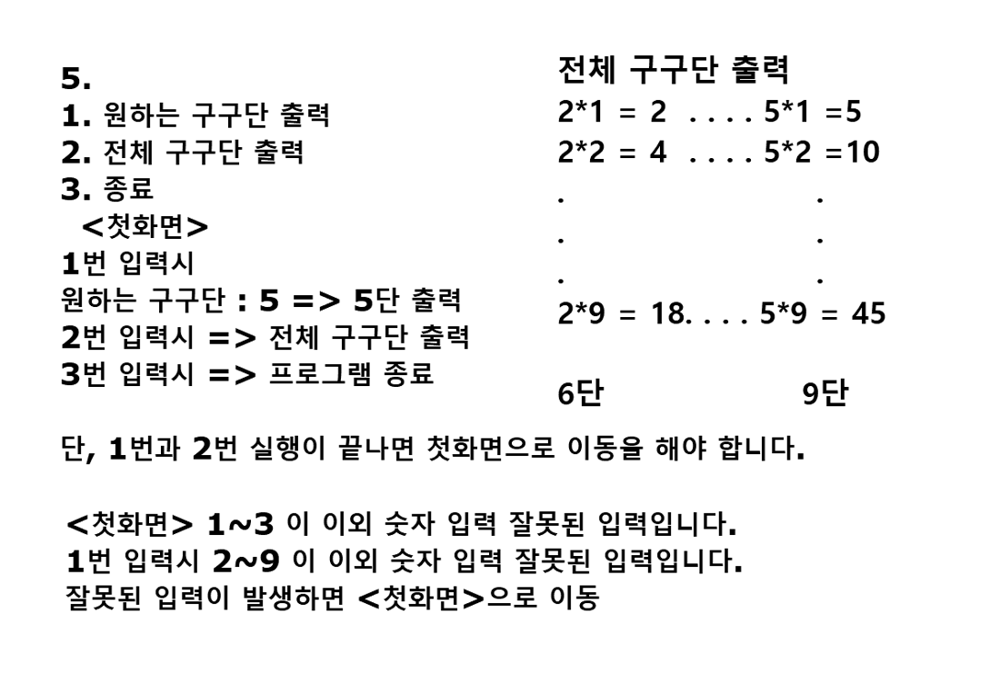 5.
1. 원하는 구구단 출력
2. 전체 구구단 출력
3. 종료
<첫화면>
1번 입력시
원하는 구구단 : 5 => 5단 출력
2번 입력시 => 전체 구구단 출력
3번 입력시 => 프로그램 종료
전체 구구단 출력
2*1 = 2 . . . . 5*1 =5
2*2 = 4 . . . . 5*2 =10
. .
. .
. .
2*9 = 18. . . . 5*9 = 45
6단 9단
단, 1번과 2번 실행이 끝나면 첫화면으로 이동을 해야 합니다.
<첫화면> 1~3 이 이외 숫자 입력 잘못된 입력입니다.
1번 입력시 2~9 이 이외 숫자 입력 잘못된 입력입니다.
잘못된 입력이 발생하면 <첫화면>으로 이동